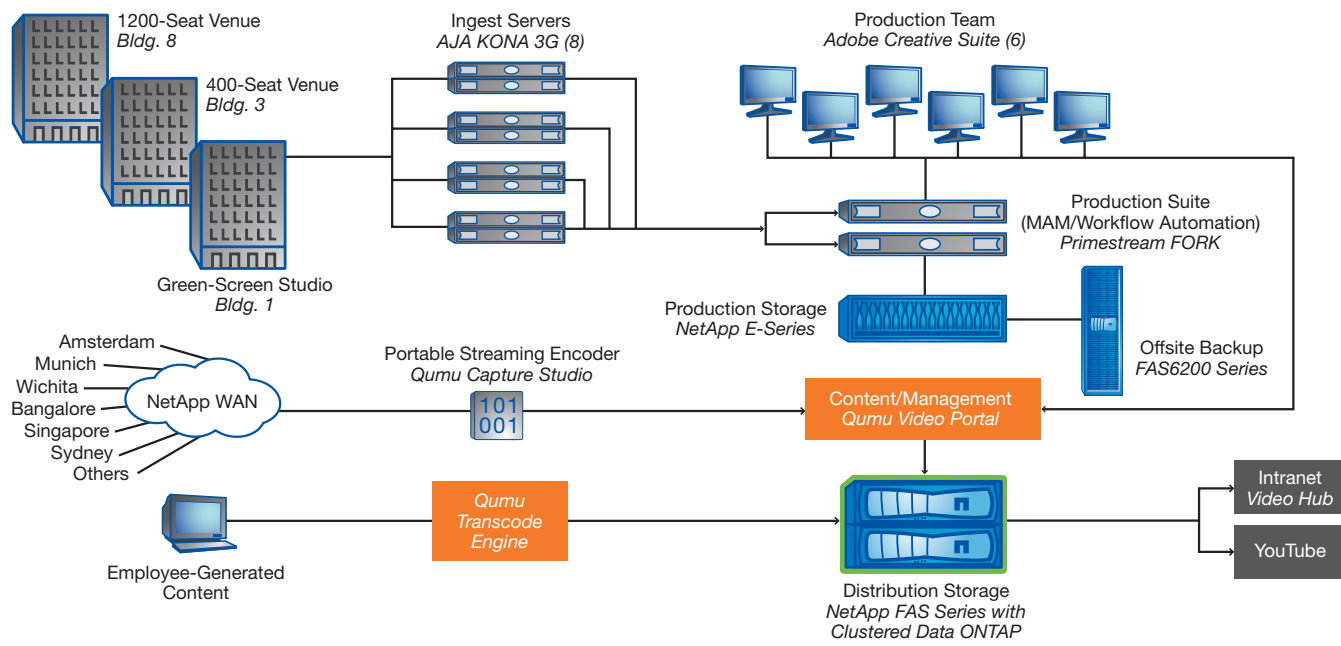 1200-Seat Venue
Bldg. 8
400-Seat Venue
Bldg. 3
Green-Screen Studio
Bldg. 1
Ingest Servers
AJA KONA 3G (8)
Production Team
Adobe Creative Suite (6)
Production Suite
(MAM/Workflow Automation)
Primestream FORK
Production Storage
NetApp E-Series
Offsite Backup
FAS6200 Series
Amsterdam
Munich
Wichita
Bangalore
Singapore
Sydney
Others
NetApp WAN
Portable Streaming Encoder
Qumu Capture Studio
101
001
Content/Management
Qumu Video Portal
Employee-Generated
Content
Qumu
Transcode
Engine
Distribution Storage
NetApp FAS Series with
Clustered Data ONTAP
Intranet
Video Hub
YouTube